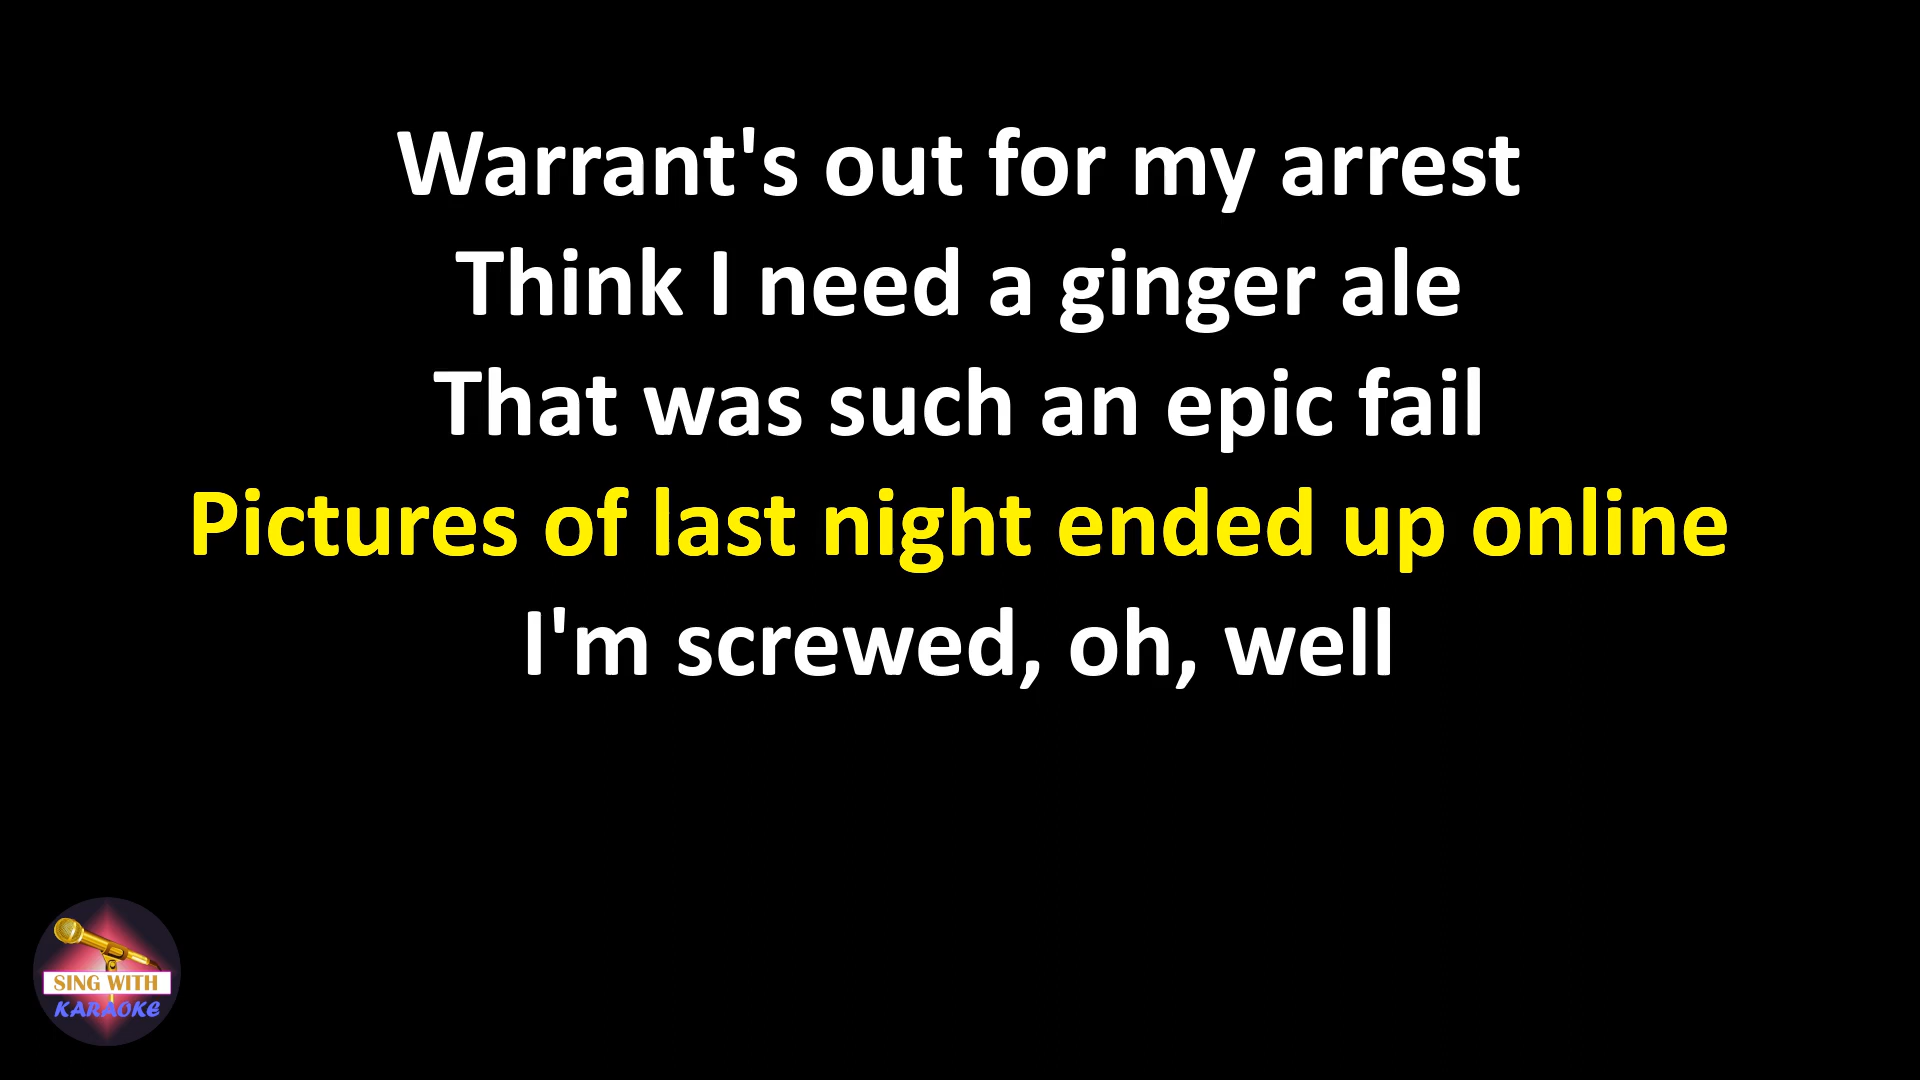 Warrant's out for my arrest
Think I need a ginger ale
That was such an epic fail
Pictures of last night ended up online
I'm screwed, oh, well
SING WITH
KARAOKE